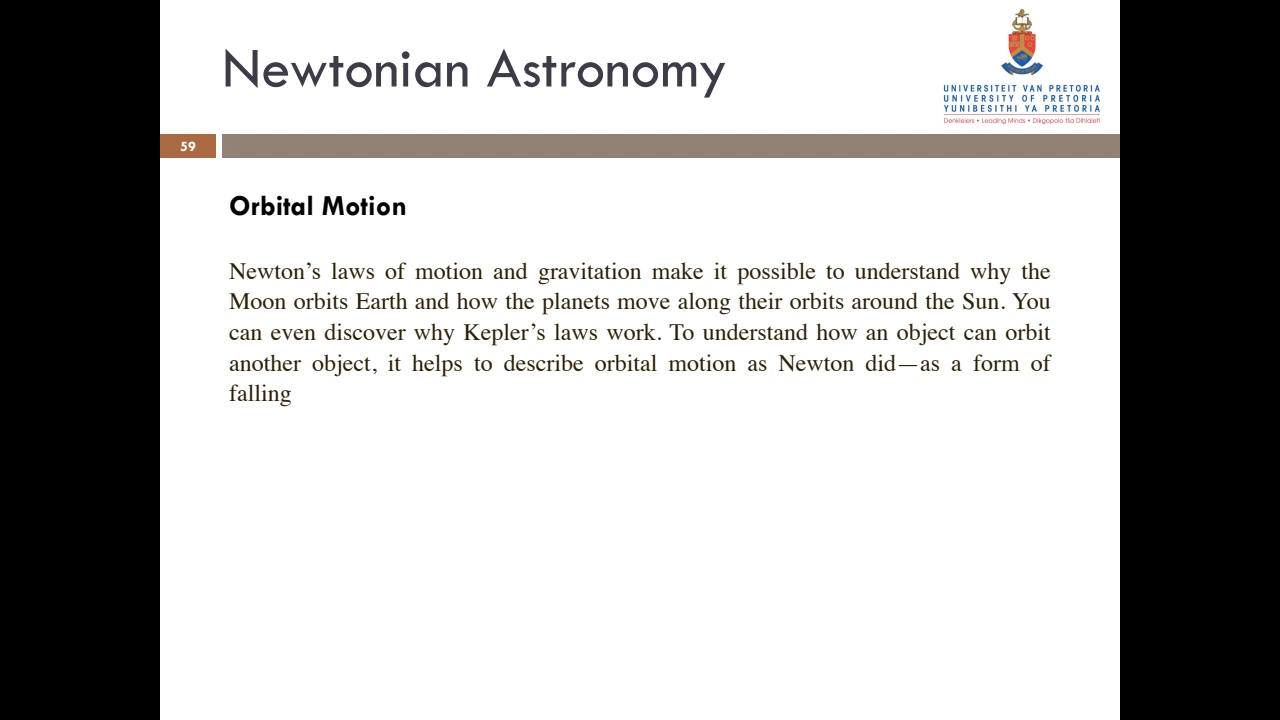 Newtonian Astronomy
UNIVERSITEIT VAN PRETORIA
UNIVERSITY OF PRETORIA
YUNIBESITHI YA PRETORIA
Denkleiers • Leading Minds • Dikgopolo tša Dihlalefi
59
Orbital Motion
Newton’s laws of motion and gravitation make it possible to understand why the
Moon orbits Earth and how the planets move along their orbits around the Sun. You
can even discover why Kepler’s laws work. To understand how an object can orbit
another object, it helps to describe orbital motion as Newton did—as a form of
falling